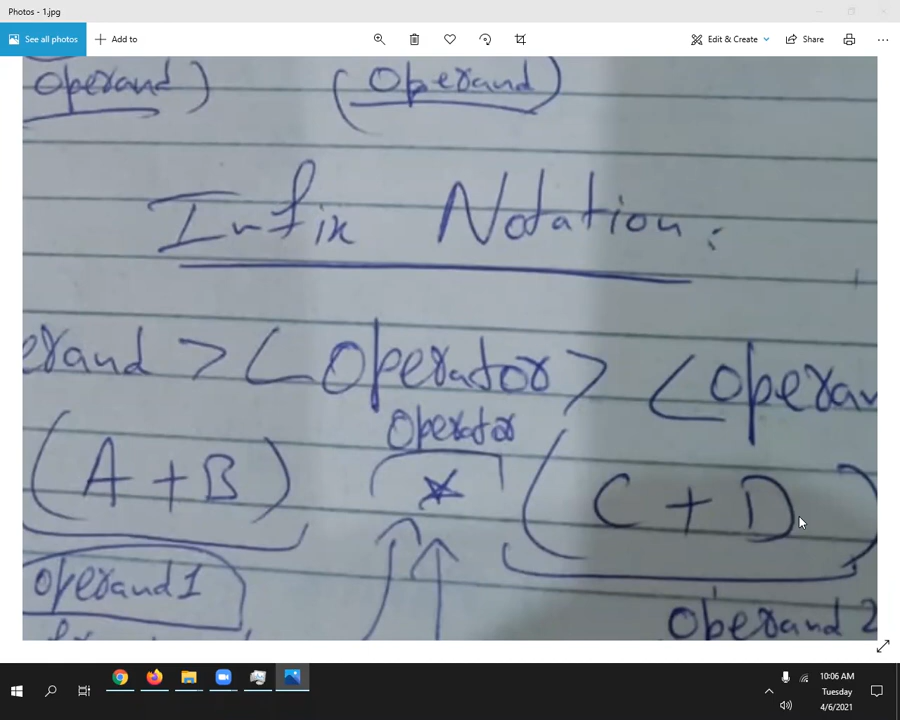 Photos - 1.jpg
See all photos
Add to
Edit & Create
Share
Operand) (Operand)
Infix Notation:
erand > <Operator> <Operan
Operator
(A + B) * (C + D)
operand 1
Operand 2
10:06 AM
Tuesday
4/6/2021